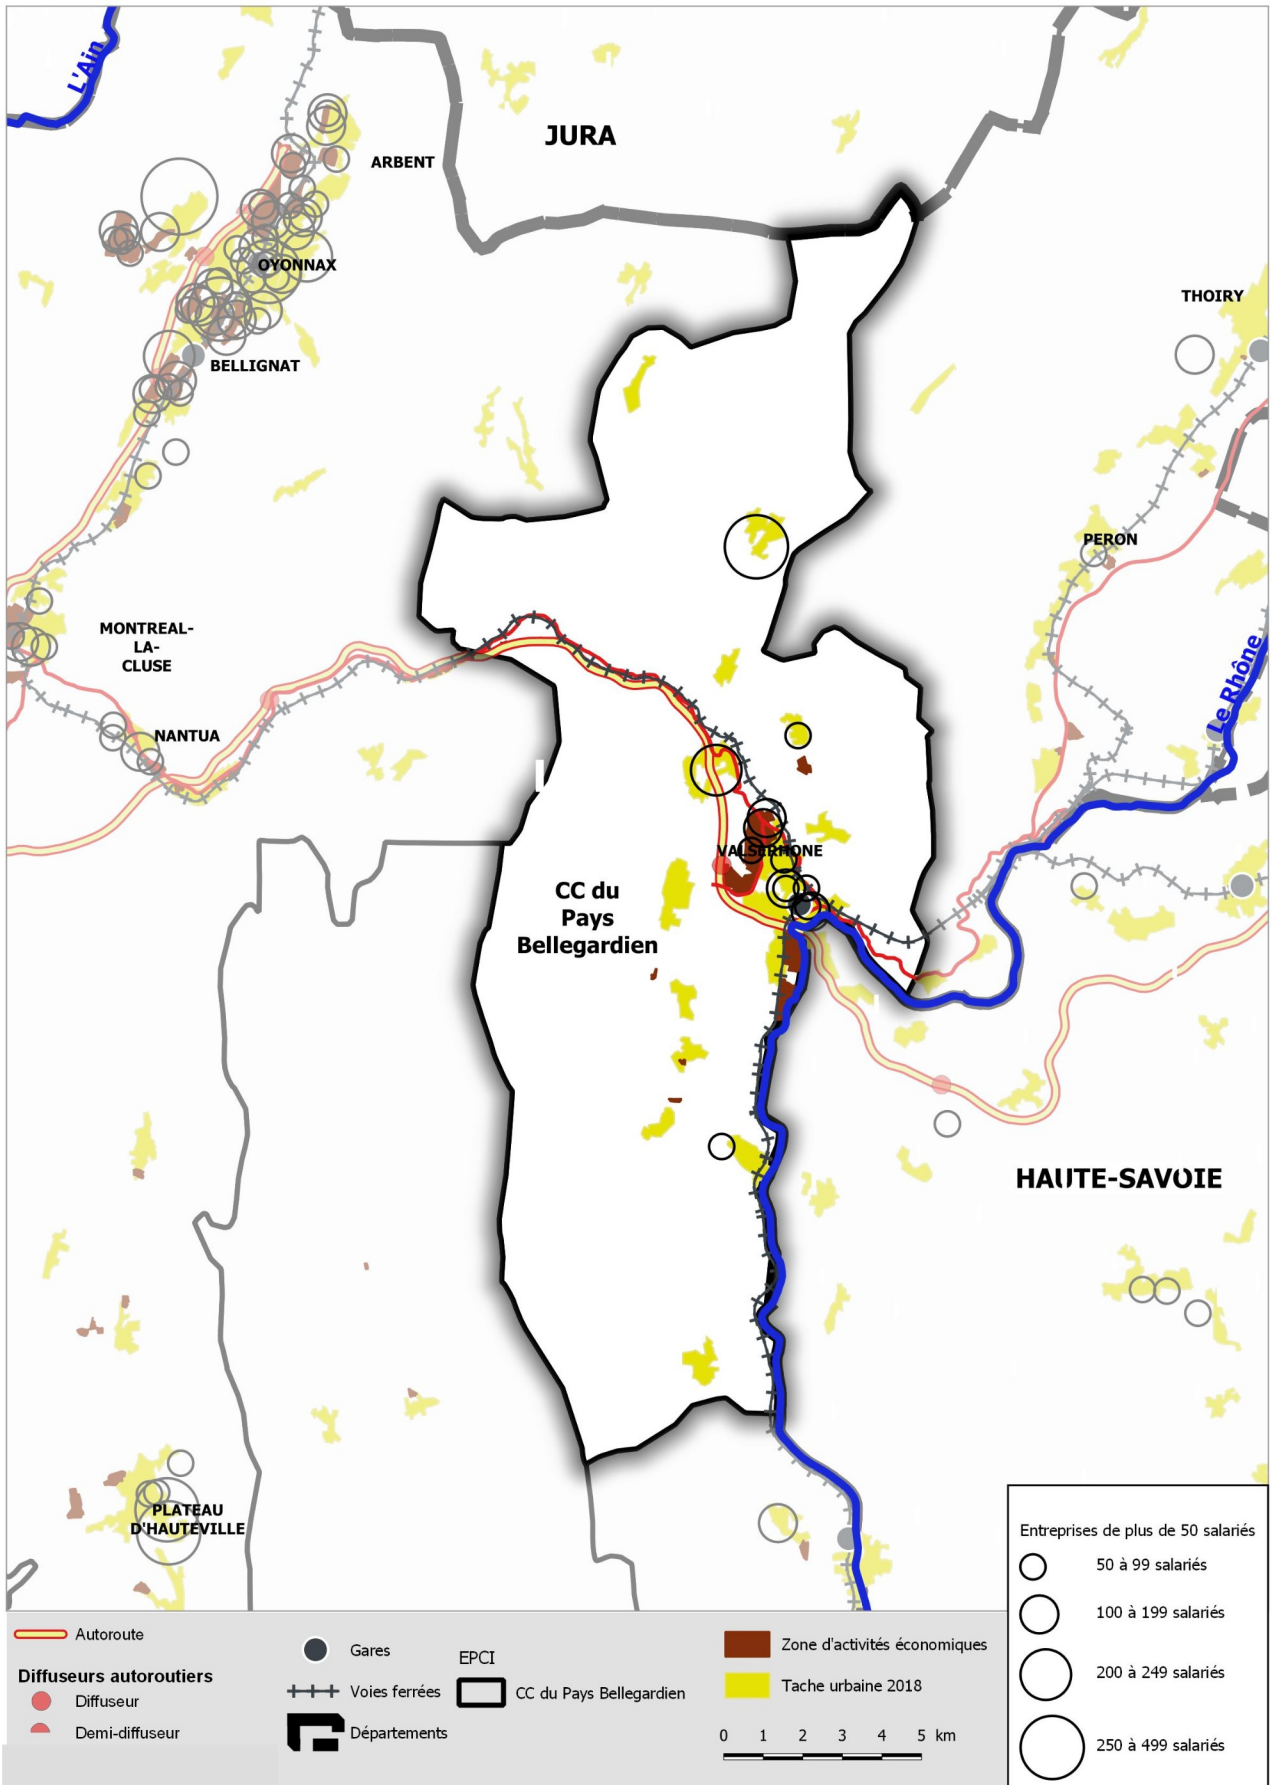 L'Ain
JURA
ARBENT
OYONNAX
THOIRY
BELLIGNAT
PERON
MONTREAL-
LA-
CLUSE
Le Rhône
NANTUA
VALSERHONE
CC du
Pays
Bellegardien
HAUTE-SAVOIE
PLATEAU
D'HAUTEVILLE
Entreprises de plus de 50 salariés
50 à 99 salariés
100 à 199 salariés
200 à 249 salariés
250 à 499 salariés
Autoroute
Diffuseurs autoroutiers
Diffuseur
Demi-diffuseur
Gares
Voies ferrées
Départements
EPCI
CC du Pays Bellegardien
Zone d'activités économiques
Tache urbaine 2018
0 1 2 3 4 5 km